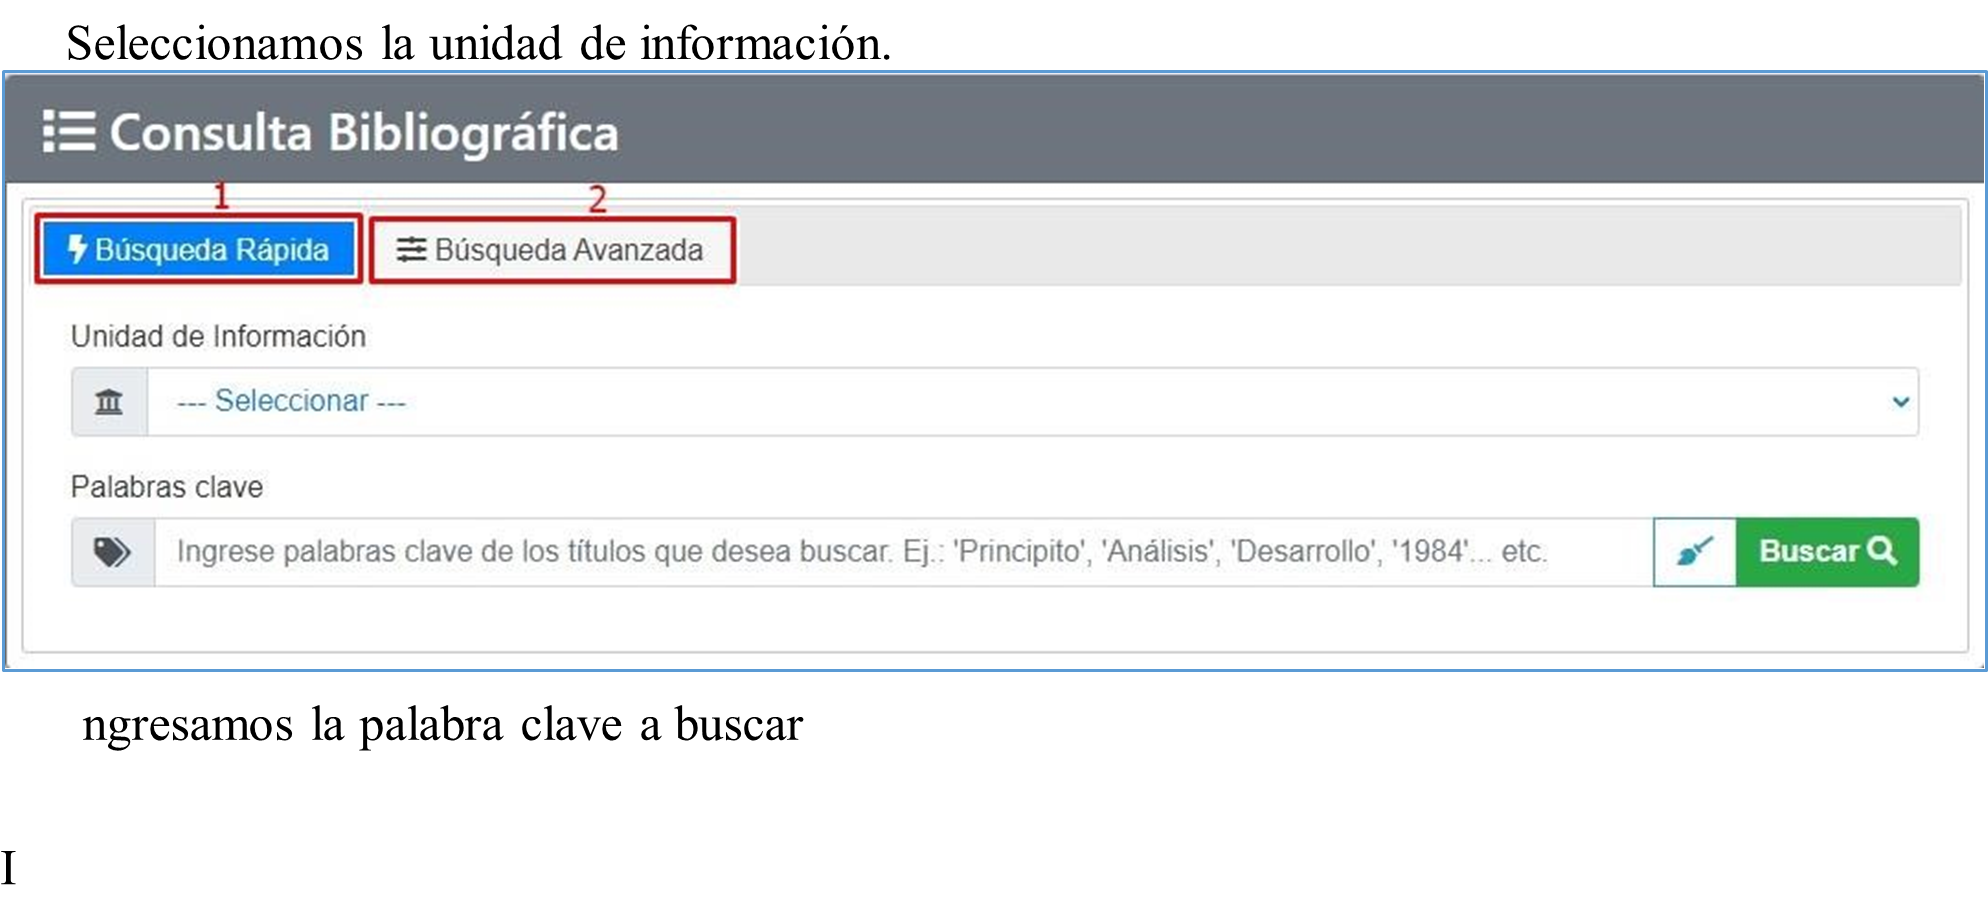 Seleccionamos la unidad de información.
Consulta Bibliográfica
1 2
Búsqueda Rápida Búsqueda Avanzada
Unidad de Información
--- Seleccionar ---
Palabras clave
Ingrese palabras clave de los títulos que desea buscar. Ej.: 'Principito', 'Análisis', 'Desarrollo', '1984'... etc. Buscar
ngresamos la palabra clave a buscar
I